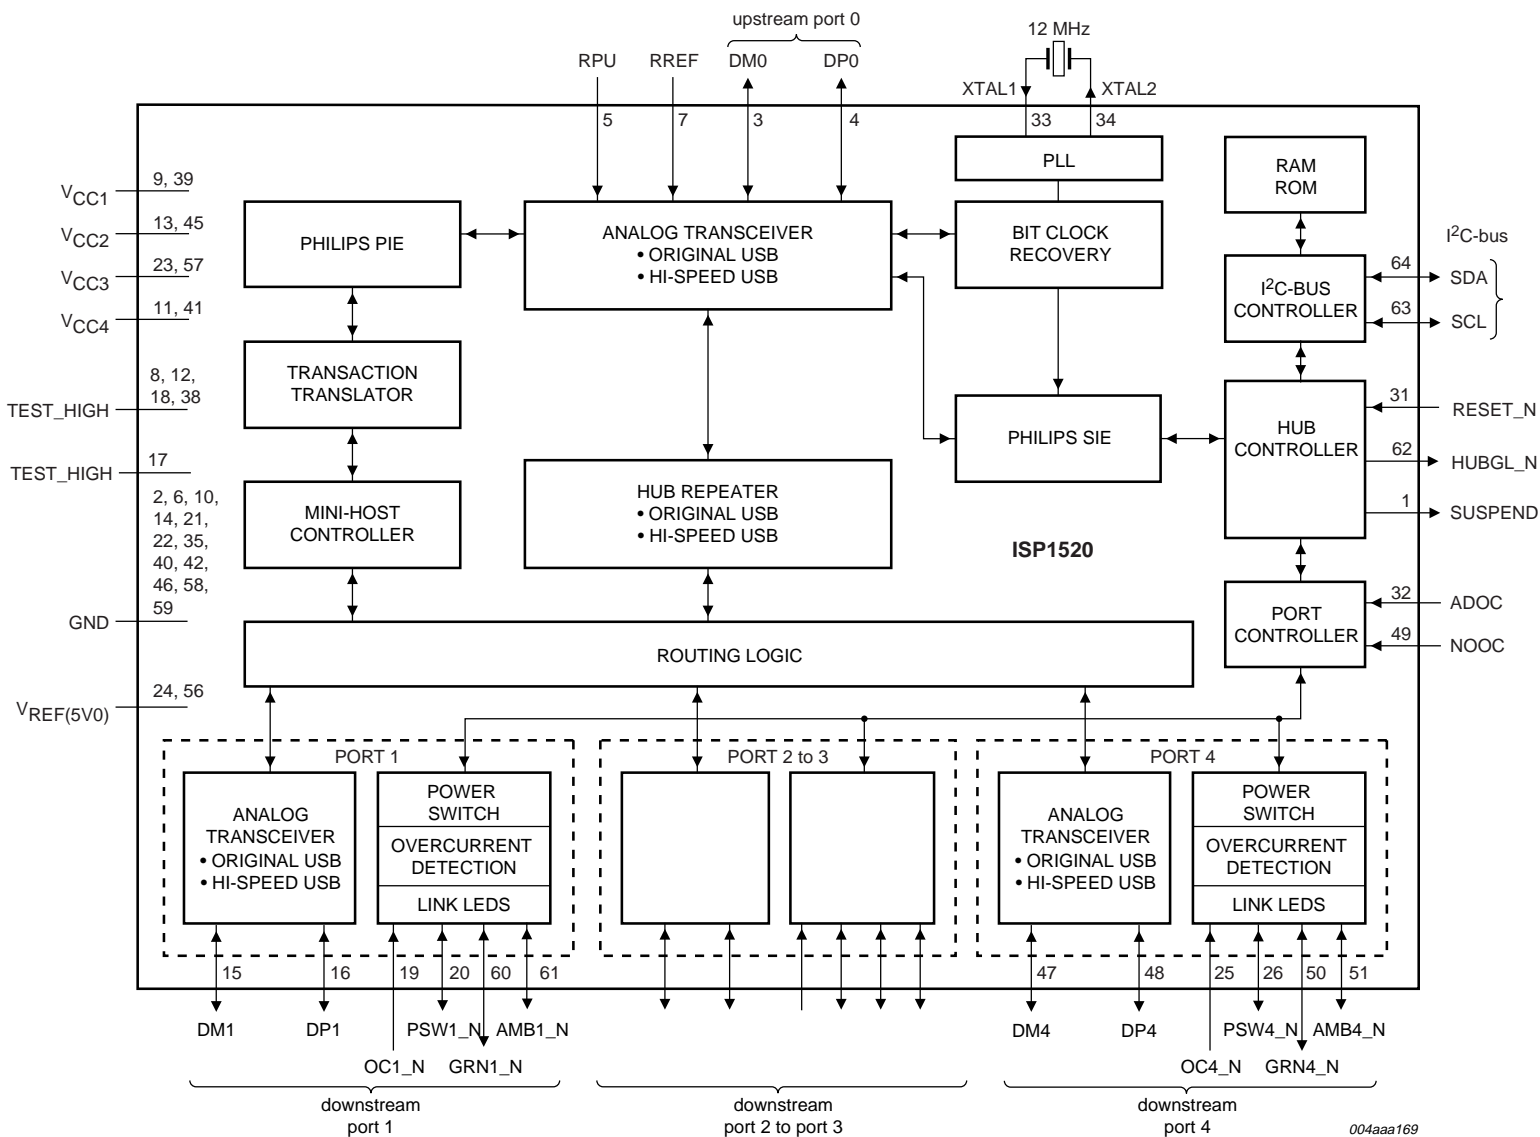 upstream port 0
12 MHz
RPU
RREF
DM0
DP0
XTAL1
XTAL2
5
7
3
4
33
34
VCC1
9, 39
VCC2
13, 45
VCC3
23, 57
VCC4
11, 41
TEST_HIGH
8, 12,
18, 38
TEST_HIGH
17
GND
2, 6, 10,
14, 21,
22, 35,
40, 42,
46, 58,
59
VREF(5V0)
24, 56
PLL
RAM
ROM
PHILIPS PIE
ANALOG TRANSCEIVER
• ORIGINAL USB
• HI-SPEED USB
BIT CLOCK
RECOVERY
I²C-bus
I²C-BUS
CONTROLLER
64
SDA
63
SCL
TRANSACTION
TRANSLATOR
PHILIPS SIE
HUB
CONTROLLER
31
RESET_N
62
HUBGL_N
1
SUSPEND
MINI-HOST
CONTROLLER
HUB REPEATER
• ORIGINAL USB
• HI-SPEED USB
ISP1520
PORT
CONTROLLER
32
ADOC
49
NOOC
ROUTING LOGIC
PORT 1
ANALOG
TRANSCEIVER
• ORIGINAL USB
• HI-SPEED USB
POWER
SWITCH
OVERCURRENT
DETECTION
LINK LEDS
PORT 2 to 3
PORT 4
ANALOG
TRANSCEIVER
• ORIGINAL USB
• HI-SPEED USB
POWER
SWITCH
OVERCURRENT
DETECTION
LINK LEDS
15
16
19
20
60
61
47
48
25
26
50
51
DM1
DP1
PSW1_N
AMB1_N
OC1_N
GRN1_N
DM4
DP4
PSW4_N
AMB4_N
OC4_N
GRN4_N
downstream
port 1
downstream
port 2 to port 3
downstream
port 4
004aaa169